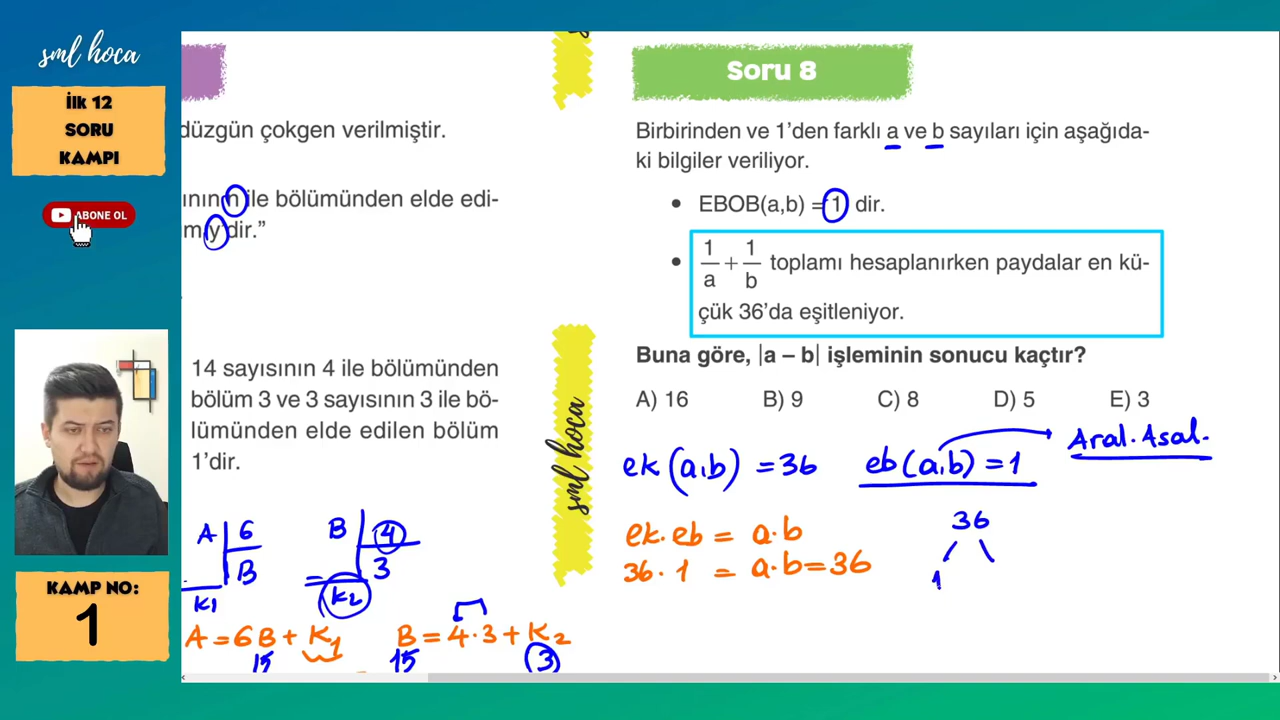 sml hoca
İlk 12
SORU
KAMPI
ABONE OL
KAMP NO:
1
düzgün çokgen verilmiştir.
ının n ile bölümünden elde edi-
m y'dir.”
14 sayısının 4 ile bölümünden
bölüm 3 ve 3 sayısının 3 ile bö-
lümünden elde edilen bölüm
1’dir.
A 6
B
K1
B 4
3
K2
A = 6B + K1
15
B = 4·3 + K2
15 3
sml hoca
Soru 8
Birbirinden ve 1’den farklı a ve b sayıları için aşağıda-
ki bilgiler veriliyor.
• EBOB(a,b) = 1 dir.
• 1/a + 1/b toplamı hesaplanırken paydalar en kü-
çük 36’da eşitleniyor.
Buna göre, |a – b| işleminin sonucu kaçtır?
A) 16 B) 9 C) 8 D) 5 E) 3
ek(a,b) = 36 eb(a,b) = 1 Aral. Asal.
ek.eb = a.b
36.1 = a.b = 36
36
1